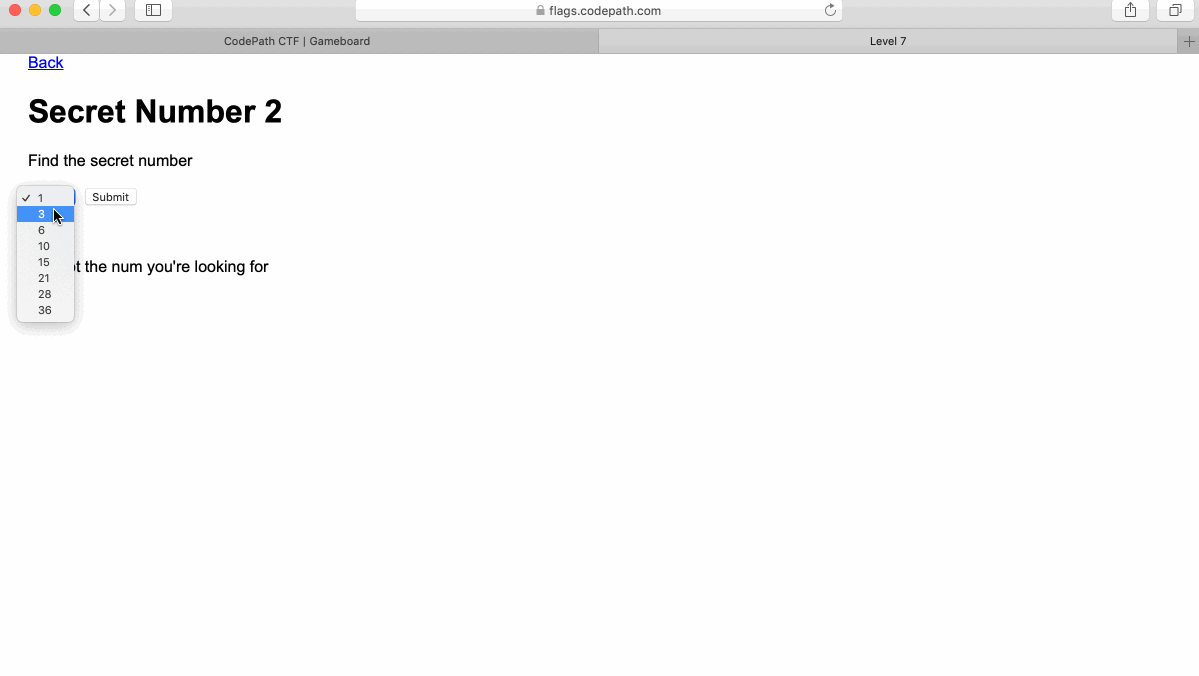 flags.codepath.com
CodePath CTF | Gameboard
Level 7
Back
Secret Number 2
Find the secret number
1
Submit
3
6
10
15
the num you're looking for
21
28
36